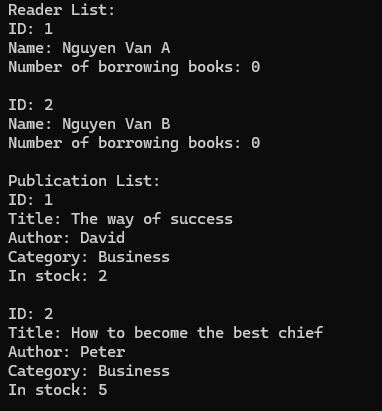 Reader List:
ID: 1
Name: Nguyen Van A
Number of borrowing books: 0
ID: 2
Name: Nguyen Van B
Number of borrowing books: 0
Publication List:
ID: 1
Title: The way of success
Author: David
Category: Business
In stock: 2
ID: 2
Title: How to become the best chief
Author: Peter
Category: Business
In stock: 5